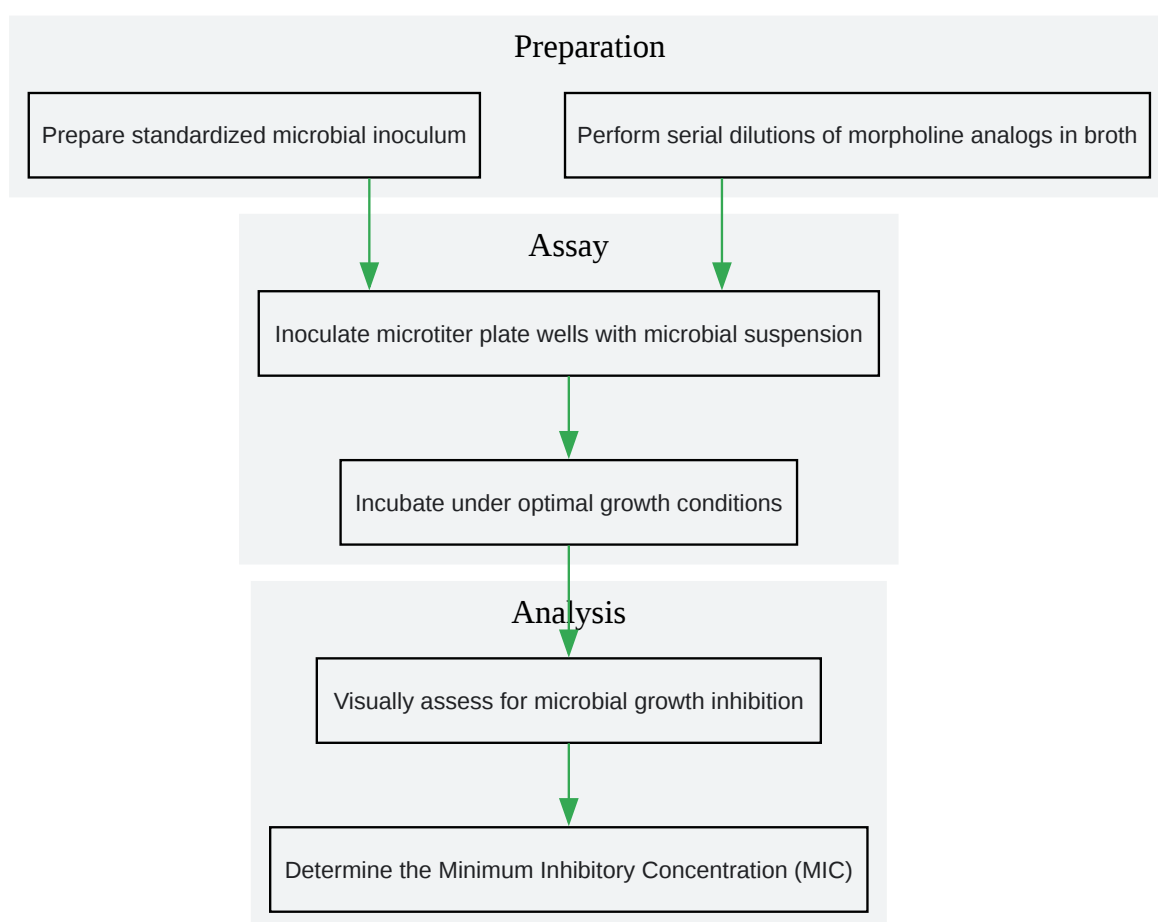 Preparation
Prepare standardized microbial inoculum
Perform serial dilutions of morpholine analogs in broth
Assay
Inoculate microtiter plate wells with microbial suspension
Incubate under optimal growth conditions
Analysis
Visually assess for microbial growth inhibition
Determine the Minimum Inhibitory Concentration (MIC)